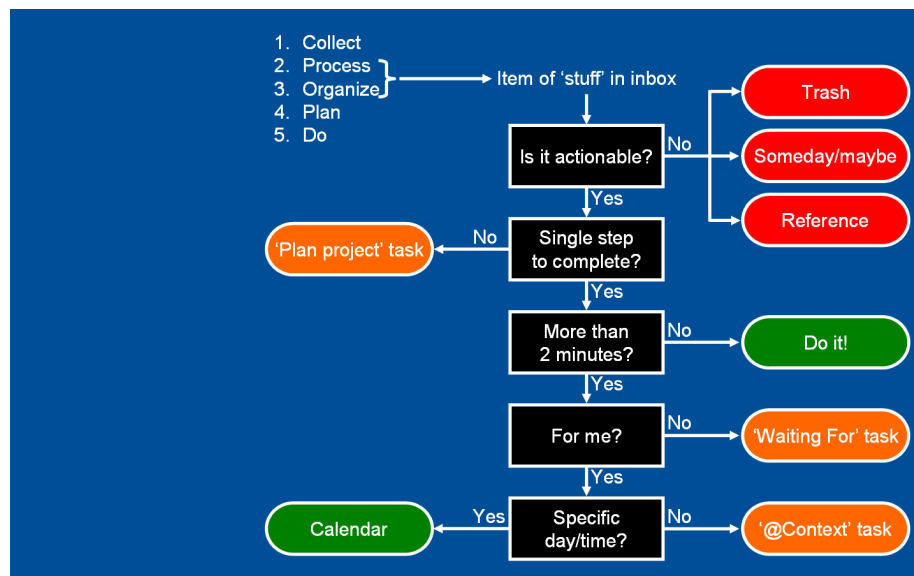 1. Collect
2. Process
3. Organize
4. Plan
5. Do
Item of ‘stuff’ in inbox
Is it actionable?
No
Trash
Someday/maybe
Reference
Yes
Single step
to complete?
No
‘Plan project’ task
Yes
More than
2 minutes?
No
Do it!
Yes
For me?
No
‘Waiting For’ task
Yes
Specific
day/time?
Yes
Calendar
No
‘@Context’ task